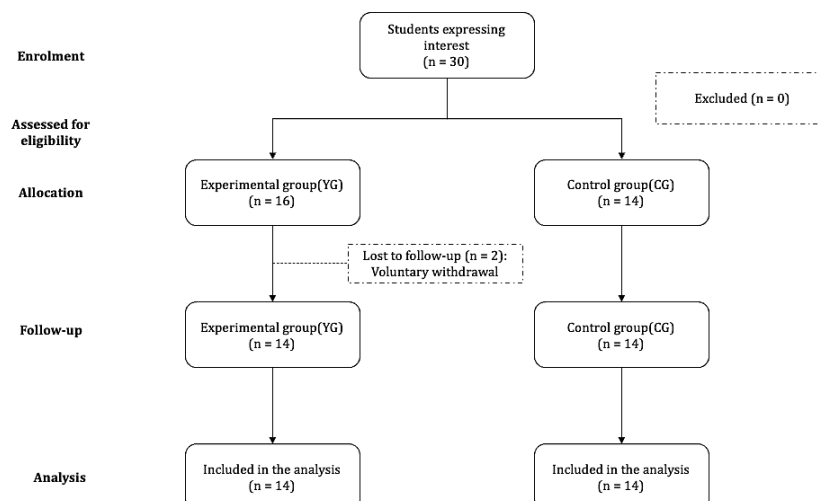 Students expressing
interest
(n = 30)
Enrolment
Excluded (n = 0)
Assessed for
eligibility
Experimental group(YG)
(n = 16)
Control group(CG)
(n = 14)
Allocation
Lost to follow-up (n = 2):
Voluntary withdrawal
Experimental group(YG)
(n = 14)
Control group(CG)
(n = 14)
Follow-up
Included in the analysis
(n = 14)
Included in the analysis
(n = 14)
Analysis